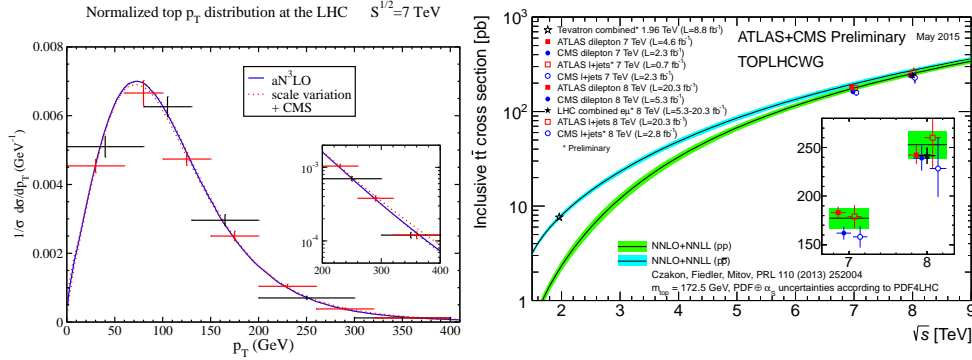 Normalized top p_T distribution at the LHC S^1/2=7 TeV
0.008
0.007
0.006
0.005
0.004
0.003
0.002
0.001
0
1/σ dσ/dp_T (GeV^-1)
aN^3LO
scale variation
+ CMS
10^-3
10^-4
200 300 400
0 50 100 150 200 250 300 350 400
p_T (GeV)
Inclusive tt̄ cross section [pb]
10^3
10^2
10
1
ATLAS+CMS Preliminary May 2015
TOPLHCWG
Tevatron combined* 1.96 TeV (L=8.8 fb^-1)
ATLAS dilepton 7 TeV (L=4.6 fb^-1)
CMS dilepton 7 TeV (L=2.3 fb^-1)
ATLAS l+jets* 7 TeV (L=0.7 fb^-1)
CMS l+jets 7 TeV (L=2.3 fb^-1)
ATLAS dilepton 8 TeV (L=20.3 fb^-1)
CMS dilepton 8 TeV (L=5.3 fb^-1)
LHC combined eμ* 8 TeV (L=5.3-20.3 fb^-1)
ATLAS l+jets 8 TeV (L=20.3 fb^-1)
CMS l+jets* 8 TeV (L=2.8 fb^-1)
* Preliminary
250
200
150
7 8
NNLO+NNLL (pp)
NNLO+NNLL (pp̄)
Czakon, Fiedler, Mitov, PRL 110 (2013) 252004
m_top = 172.5 GeV, PDF⊕α_S uncertainties according to PDF4LHC
2 3 4 5 6 7 8 9
√s [TeV]